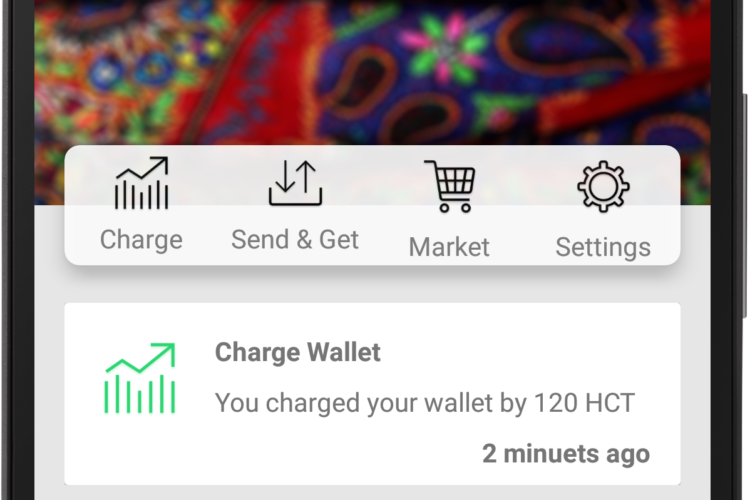 Charge
Send & Get
Market
Settings
Charge Wallet
You charged your wallet by 120 HCT
2 minuets ago